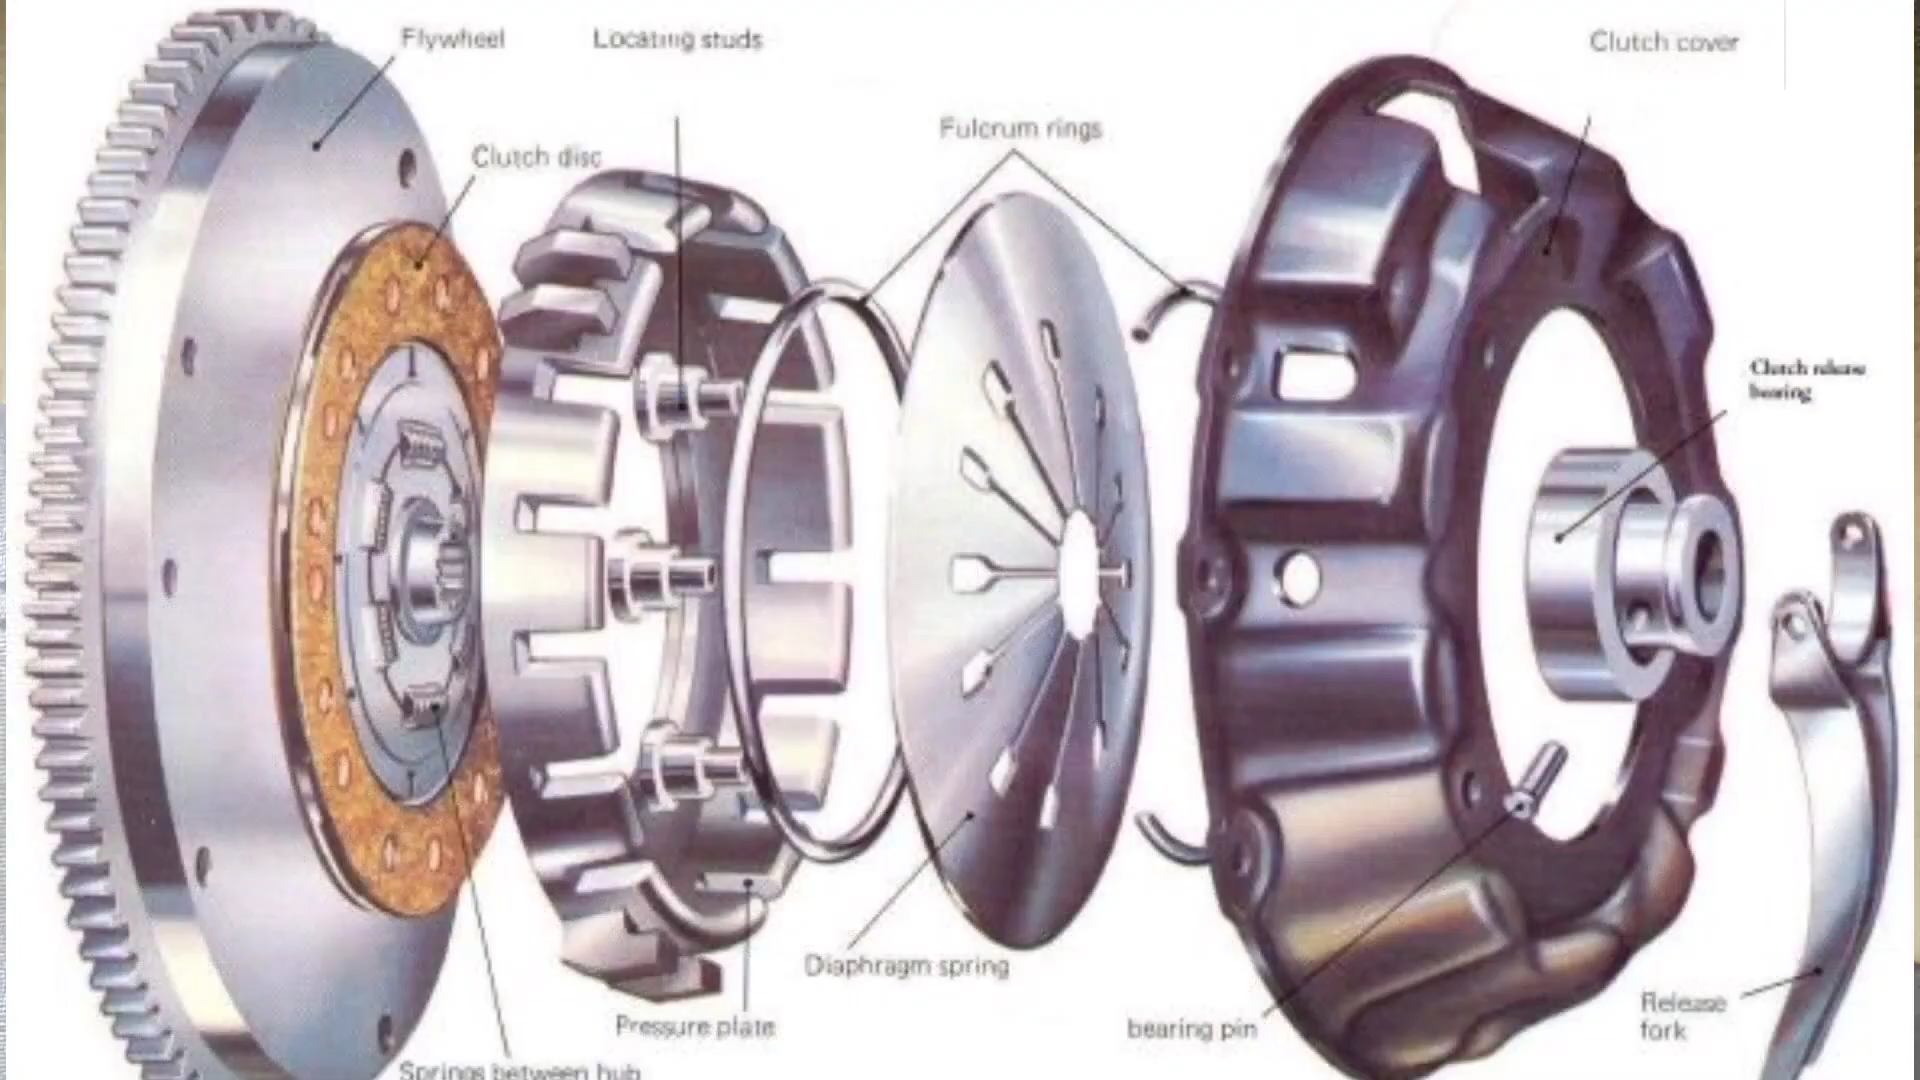 Flywheel
Locating studs
Clutch cover
Fulcrum rings
Clutch disc
Clutch release
bearing
Diaphragm spring
Pressure plate
bearing pin
Release
fork
Springs between hub